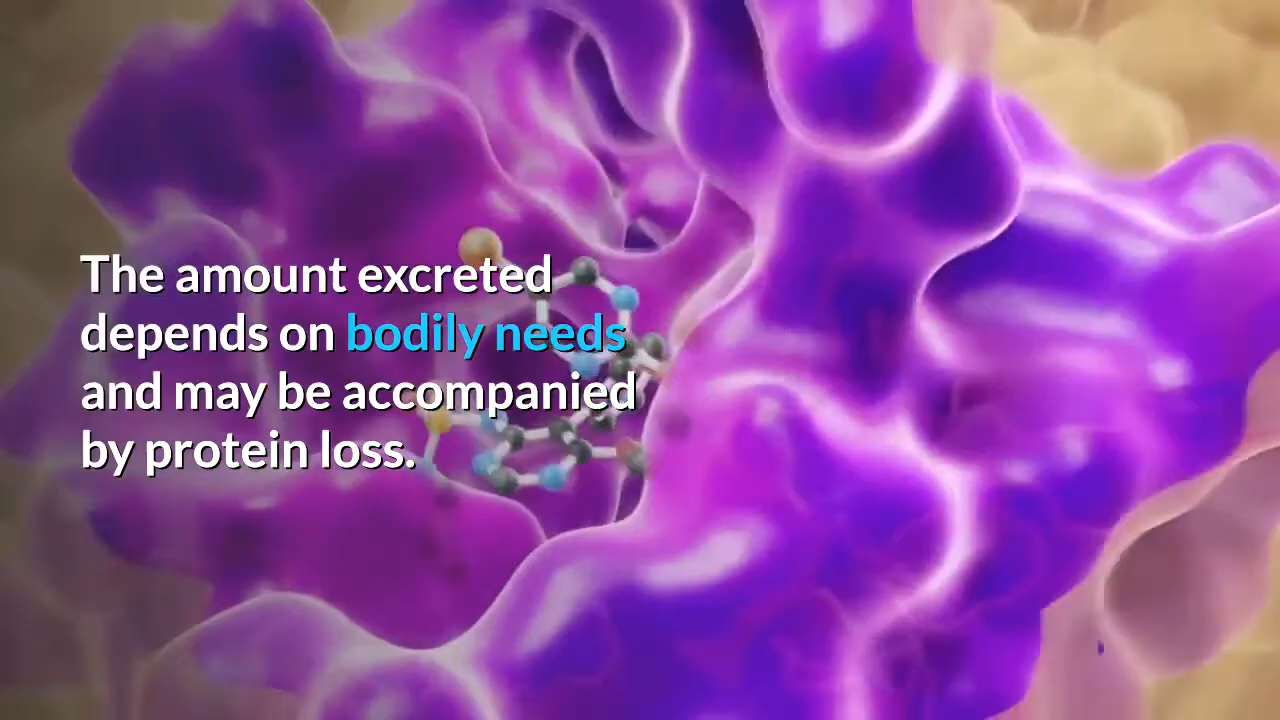 The amount excreted
depends on bodily needs
and may be accompanied
by protein loss.